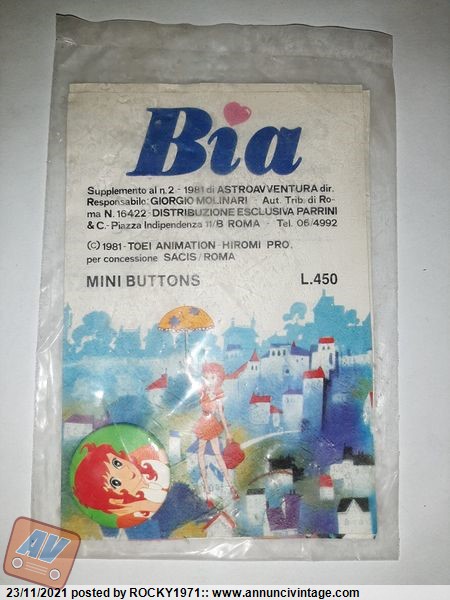 Bia
Supplemento al n.2 - 1981 di ASTROAVVENTURA dir.
Responsabile: GIORGIO MOLINARI - Aut. Trib. di Ro-
ma N. 16422 - DISTRIBUZIONE ESCLUSIVA PARRINI
& C.- Piazza Indipendenza 11/B ROMA - Tel. 06/4992
(C) 1981- TOEI ANIMATION - HIROMI PRO.
per concessione SACIS/ROMA
MINI BUTTONS L.450
AV
23/11/2021 posted by ROCKY1971:: www.annuncivintage.com